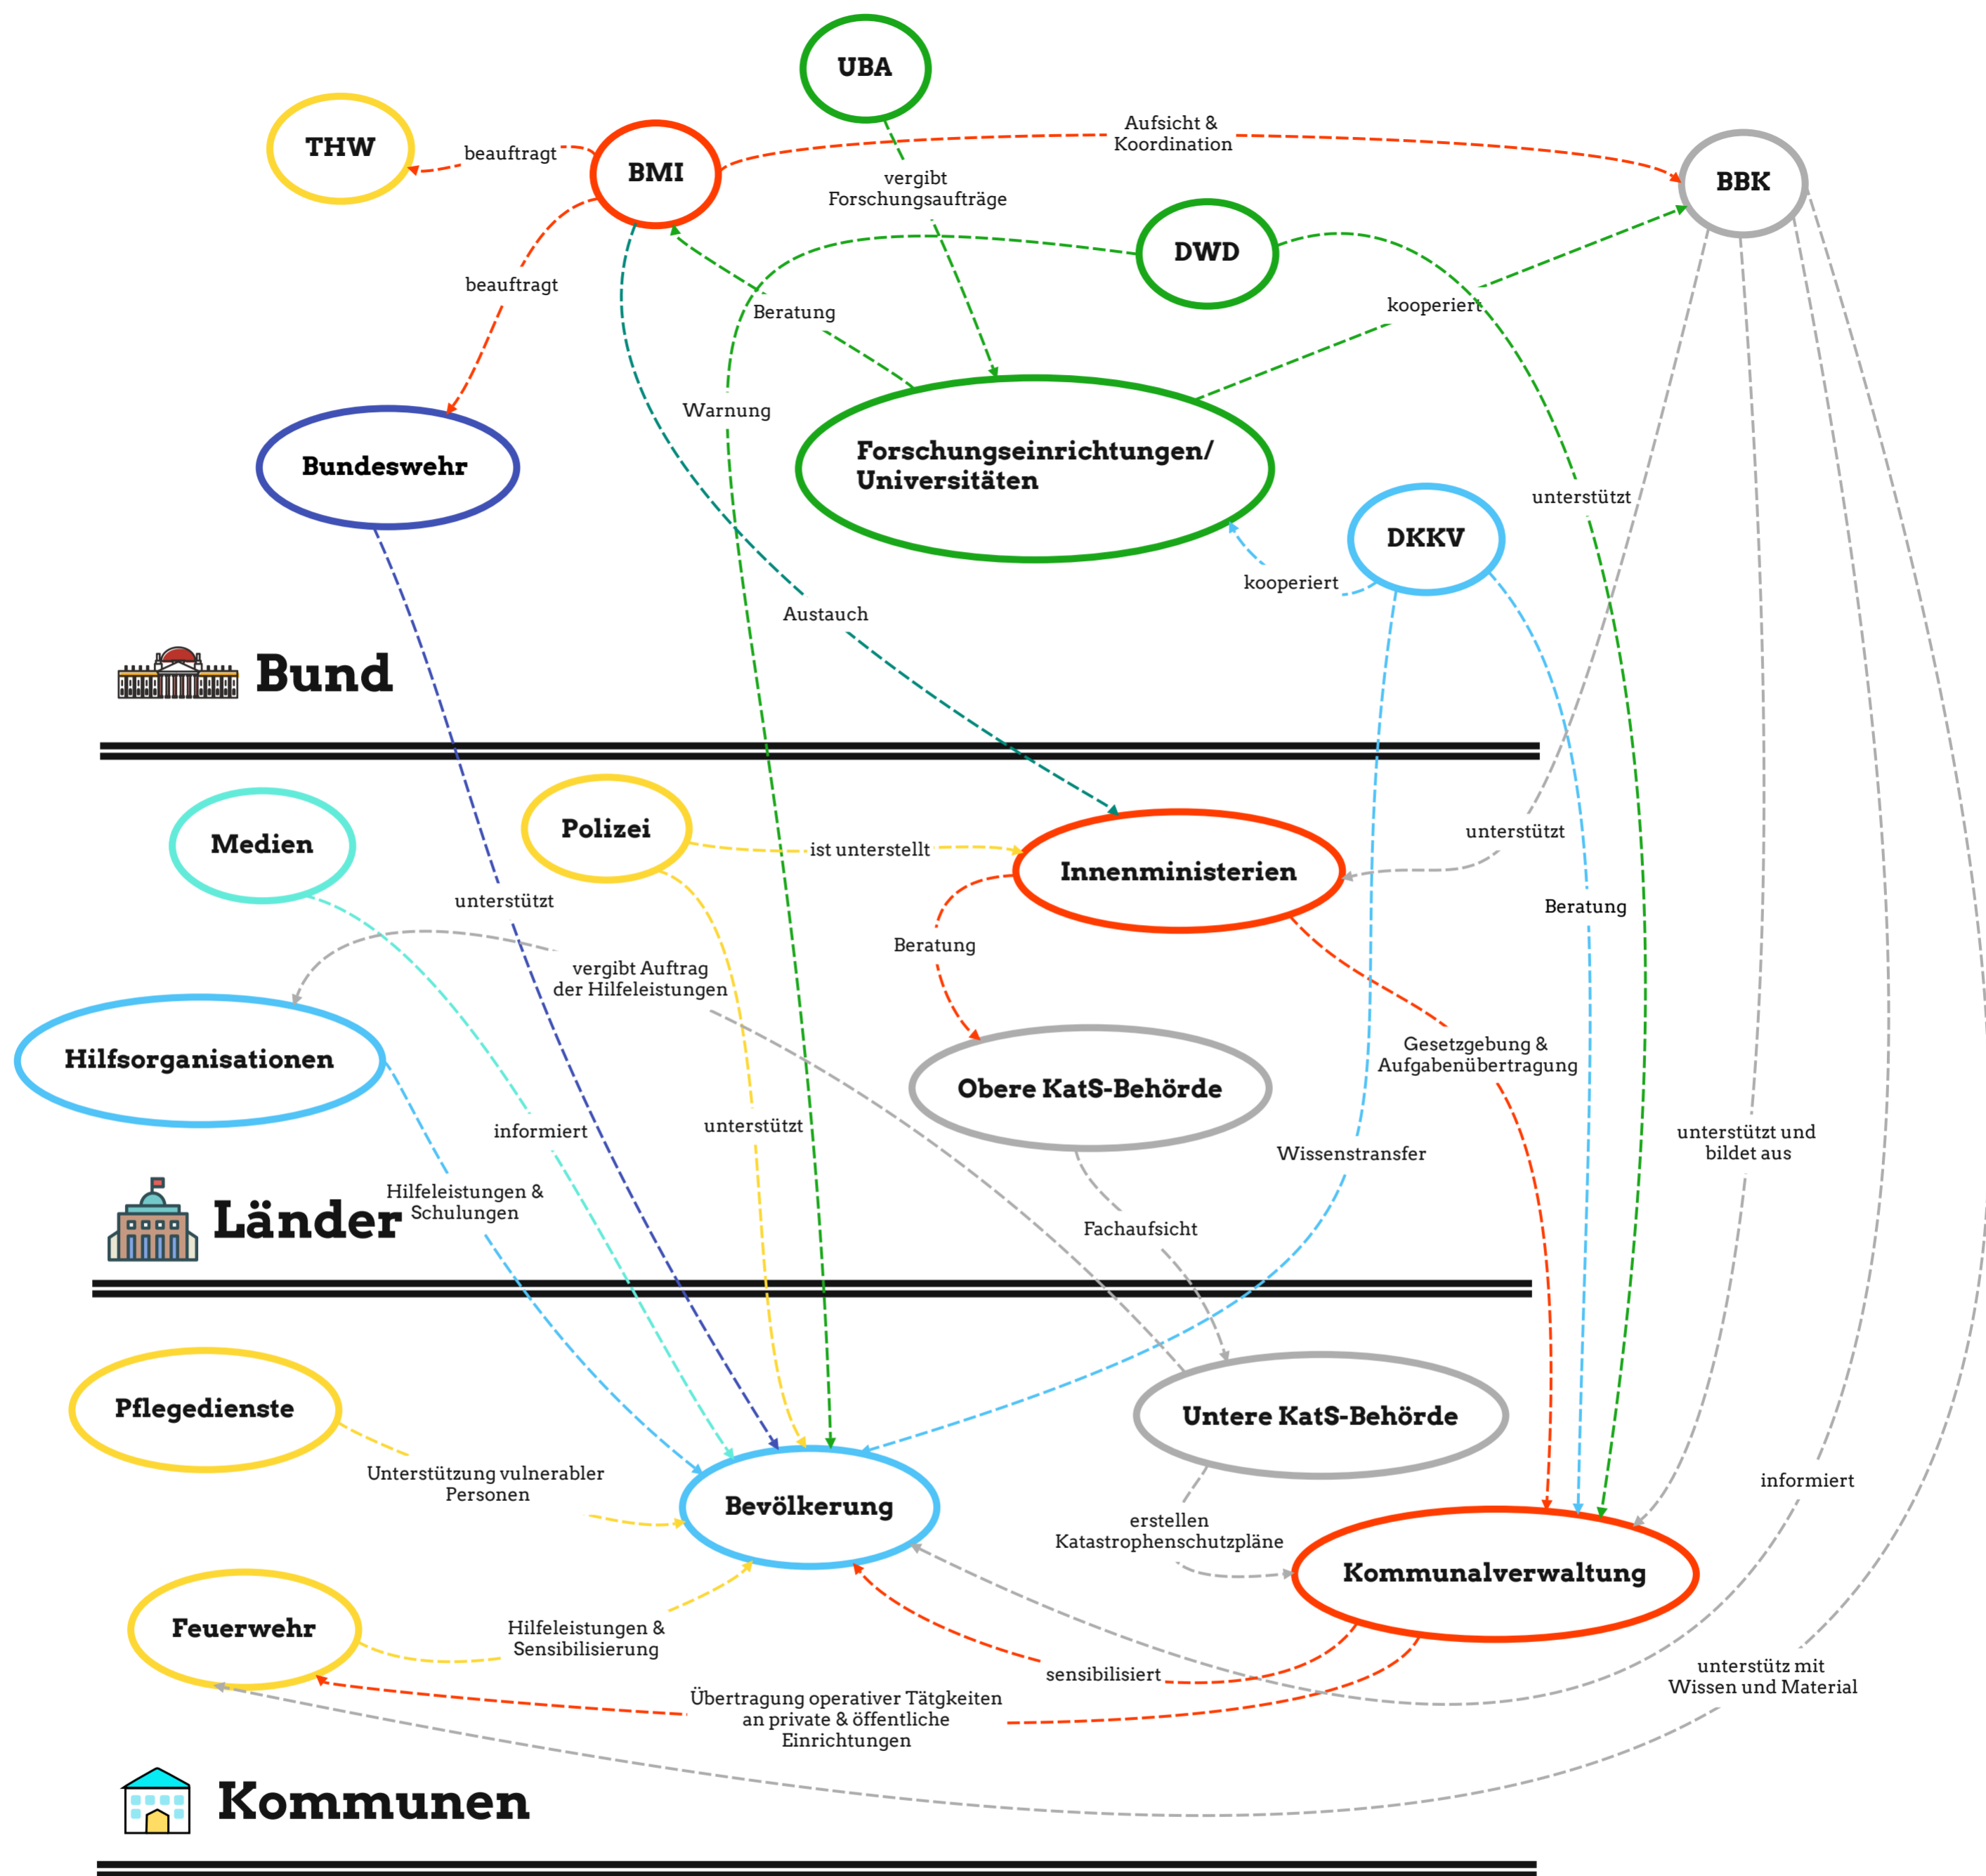 UBA
THW
beauftragt
BMI
Aufsicht &
Koordination
BBK
vergibt
Forschungsaufträge
DWD
beauftragt
Beratung
kooperiert
Warnung
Bundeswehr
Forschungseinrichtungen/
Universitäten
unterstützt
DKKV
kooperiert
Austauch
Bund
Medien
Polizei
ist unterstellt
Innenministerien
unterstützt
unterstützt
Beratung
Beratung
vergibt Auftrag
der Hilfeleistungen
Hilfsorganisationen
Obere KatS-Behörde
Gesetzgebung &
Aufgabenübertragung
informiert
unterstützt
Wissenstransfer
unterstützt und
bildet aus
Hilfeleistungen &
Schulungen
Länder
Fachaufsicht
Pflegedienste
Untere KatS-Behörde
Unterstützung vulnerabler
Personen
Bevölkerung
informiert
erstellen
Katastrophenschutzpläne
Kommunalverwaltung
Feuerwehr
Hilfeleistungen &
Sensibilisierung
sensibilisiert
unterstütz mit
Wissen und Material
Übertragung operativer Tätgkeiten
an private & öffentliche
Einrichtungen
Kommunen